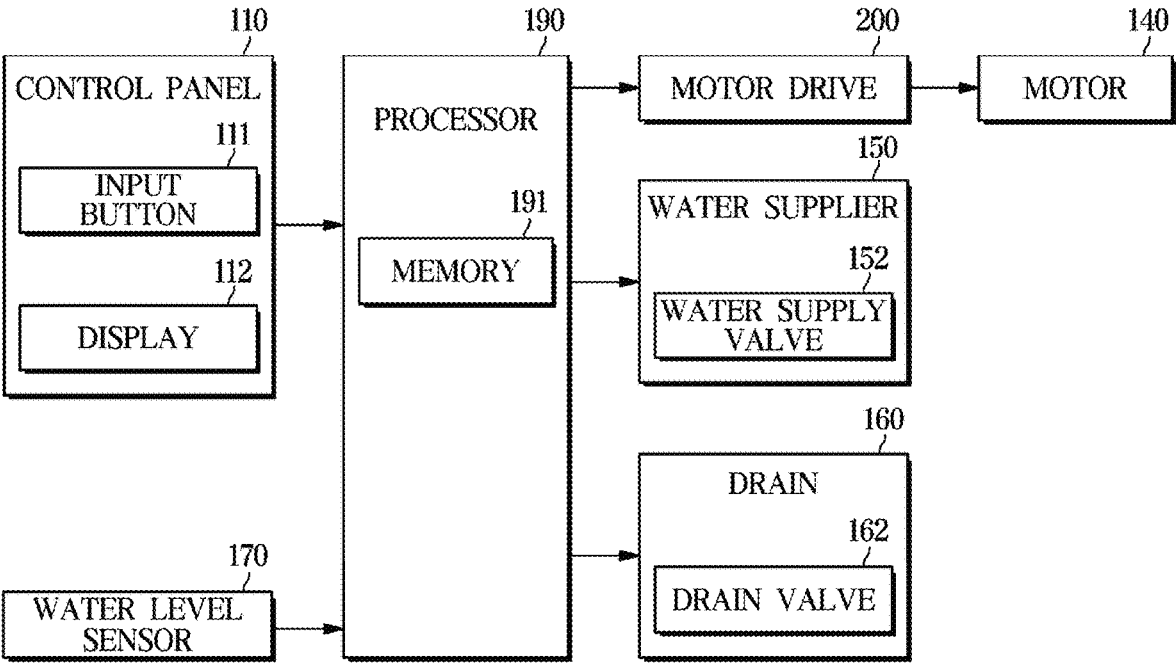 110
CONTROL PANEL
111
INPUT
BUTTON
112
DISPLAY
170
WATER LEVEL
SENSOR
190
PROCESSOR
191
MEMORY
200
MOTOR DRIVE
140
MOTOR
150
WATER SUPPLIER
152
WATER SUPPLY
VALVE
160
DRAIN
162
DRAIN VALVE